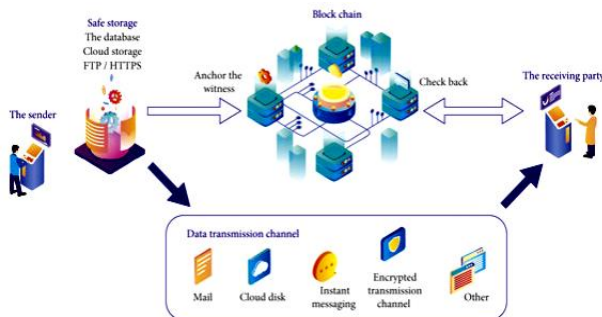 Safe storage
The database
Cloud storage
FTP / HTTPS
Block chain
Anchor the
witness
Check back
The sender
The receiving party
Data transmission channel
Mail
Cloud disk
Instant
messaging
Encrypted
transmission
channel
Other